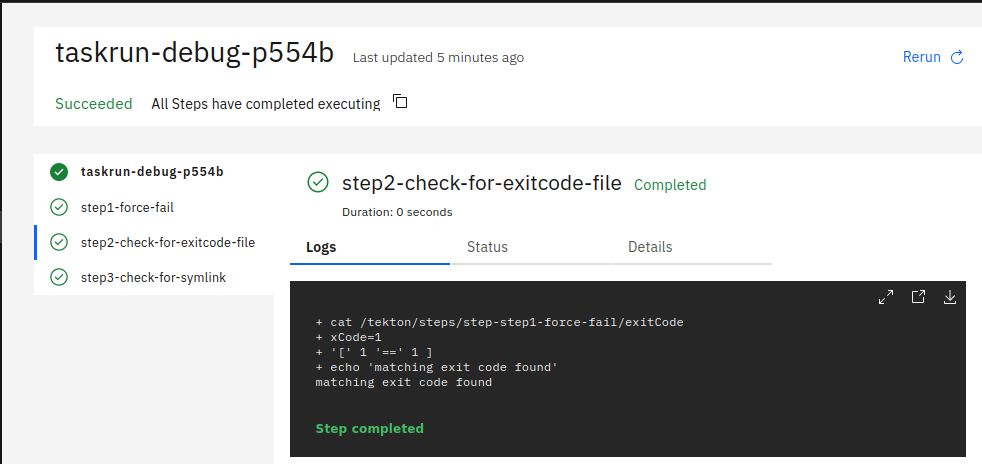 taskrun-debug-p554b Last updated 5 minutes ago
Rerun
Succeeded All Steps have completed executing
taskrun-debug-p554b
step1-force-fail
step2-check-for-exitcode-file
step3-check-for-symlink
step2-check-for-exitcode-file Completed
Duration: 0 seconds
Logs Status Details
+ cat /tekton/steps/step-step1-force-fail/exitCode
+ xCode=1
+ '[' 1 '==' 1 ]
+ echo 'matching exit code found'
matching exit code found
Step completed